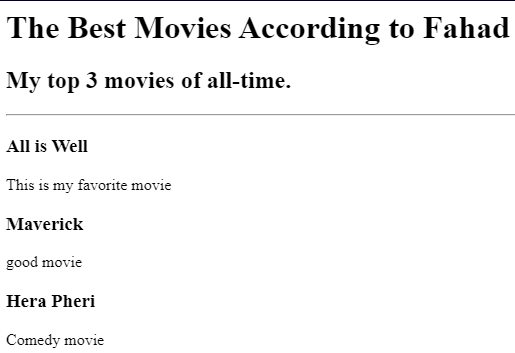 The Best Movies According to Fahad
My top 3 movies of all-time.
All is Well
This is my favorite movie
Maverick
good movie
Hera Pheri
Comedy movie